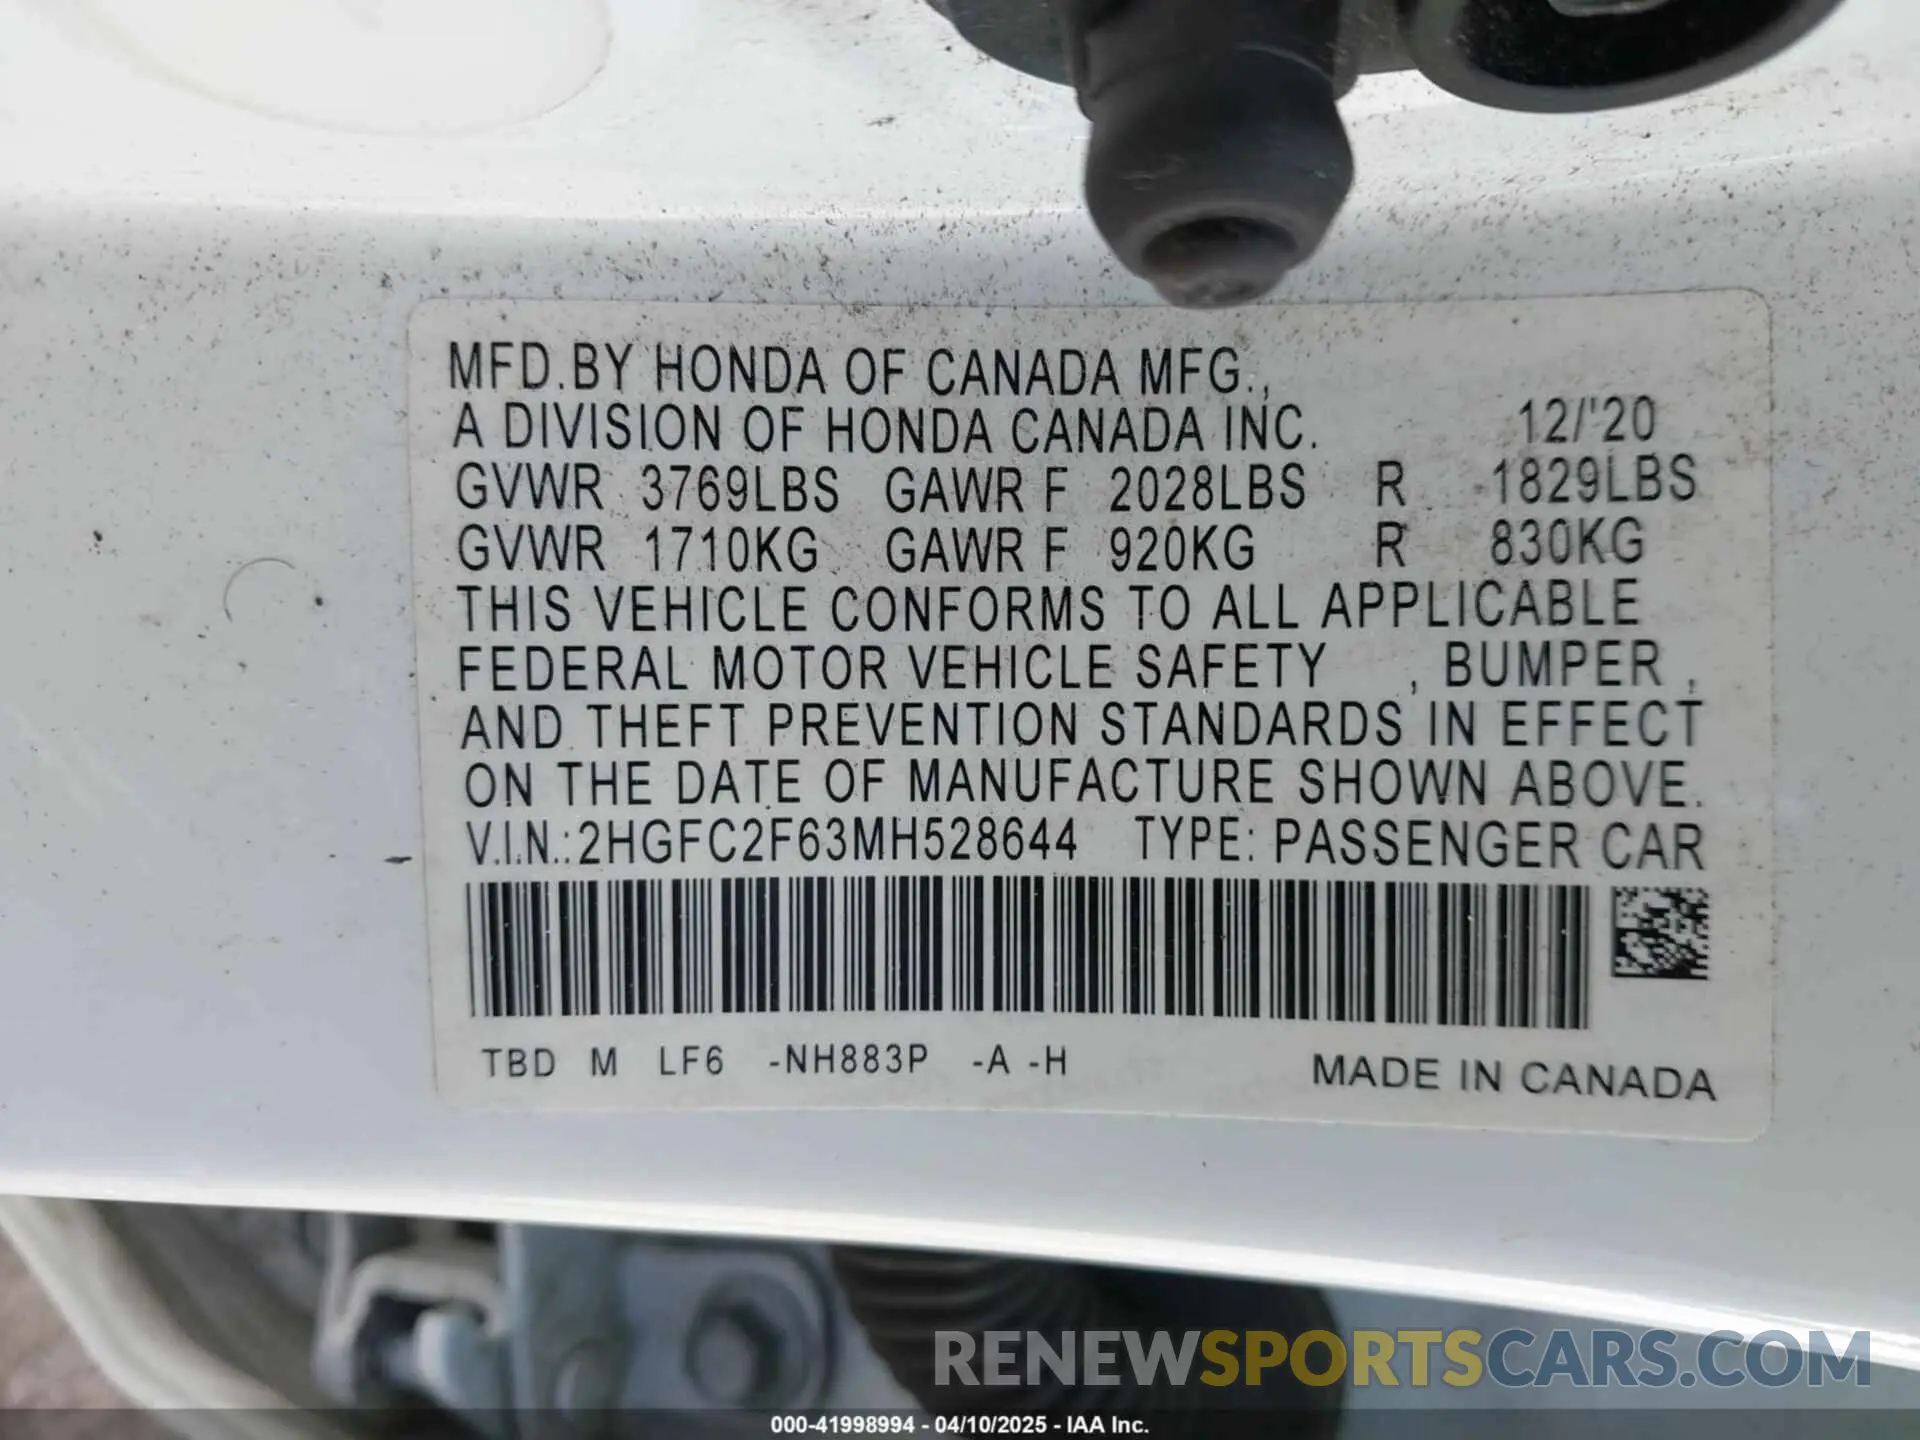 MFD.BY HONDA OF CANADA MFG.,
A DIVISION OF HONDA CANADA INC. 12/'20
GVWR 3769LBS GAWR F 2028LBS R 1829LBS
GVWR 1710KG GAWR F 920KG R 830KG
THIS VEHICLE CONFORMS TO ALL APPLICABLE
FEDERAL MOTOR VEHICLE SAFETY , BUMPER ,
AND THEFT PREVENTION STANDARDS IN EFFECT
ON THE DATE OF MANUFACTURE SHOWN ABOVE.
V.I.N.:2HGFC2F63MH528644 TYPE: PASSENGER CAR
TBD M LF6 -NH883P -A -H MADE IN CANADA
RENEWSPORTSCARS.COM
000-41998994 - 04/10/2025 - IAA Inc.